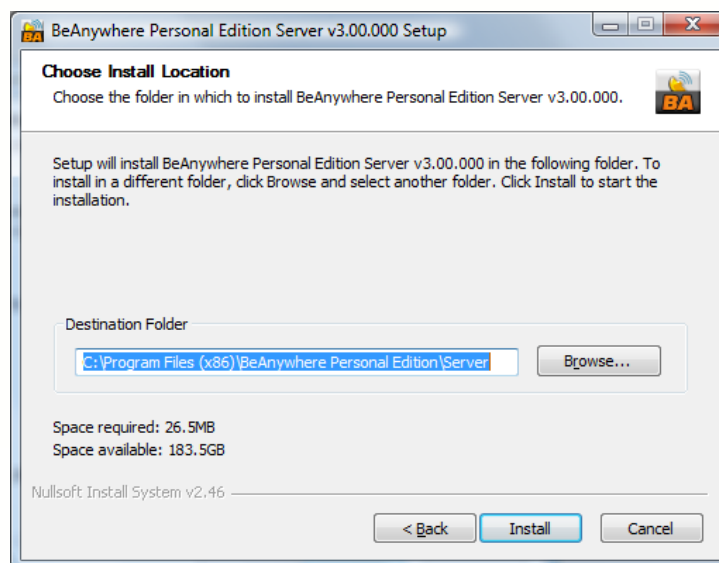 BeAnywhere Personal Edition Server v3.00.000 Setup
Choose Install Location
Choose the folder in which to install BeAnywhere Personal Edition Server v3.00.000.
BA
Setup will install BeAnywhere Personal Edition Server v3.00.000 in the following folder. To
install in a different folder, click Browse and select another folder. Click Install to start the
installation.
Destination Folder
C:\Program Files (x86)\BeAnywhere Personal Edition\Server
Browse...
Space required: 26.5MB
Space available: 183.5GB
Nullsoft Install System v2.46
< Back
Install
Cancel